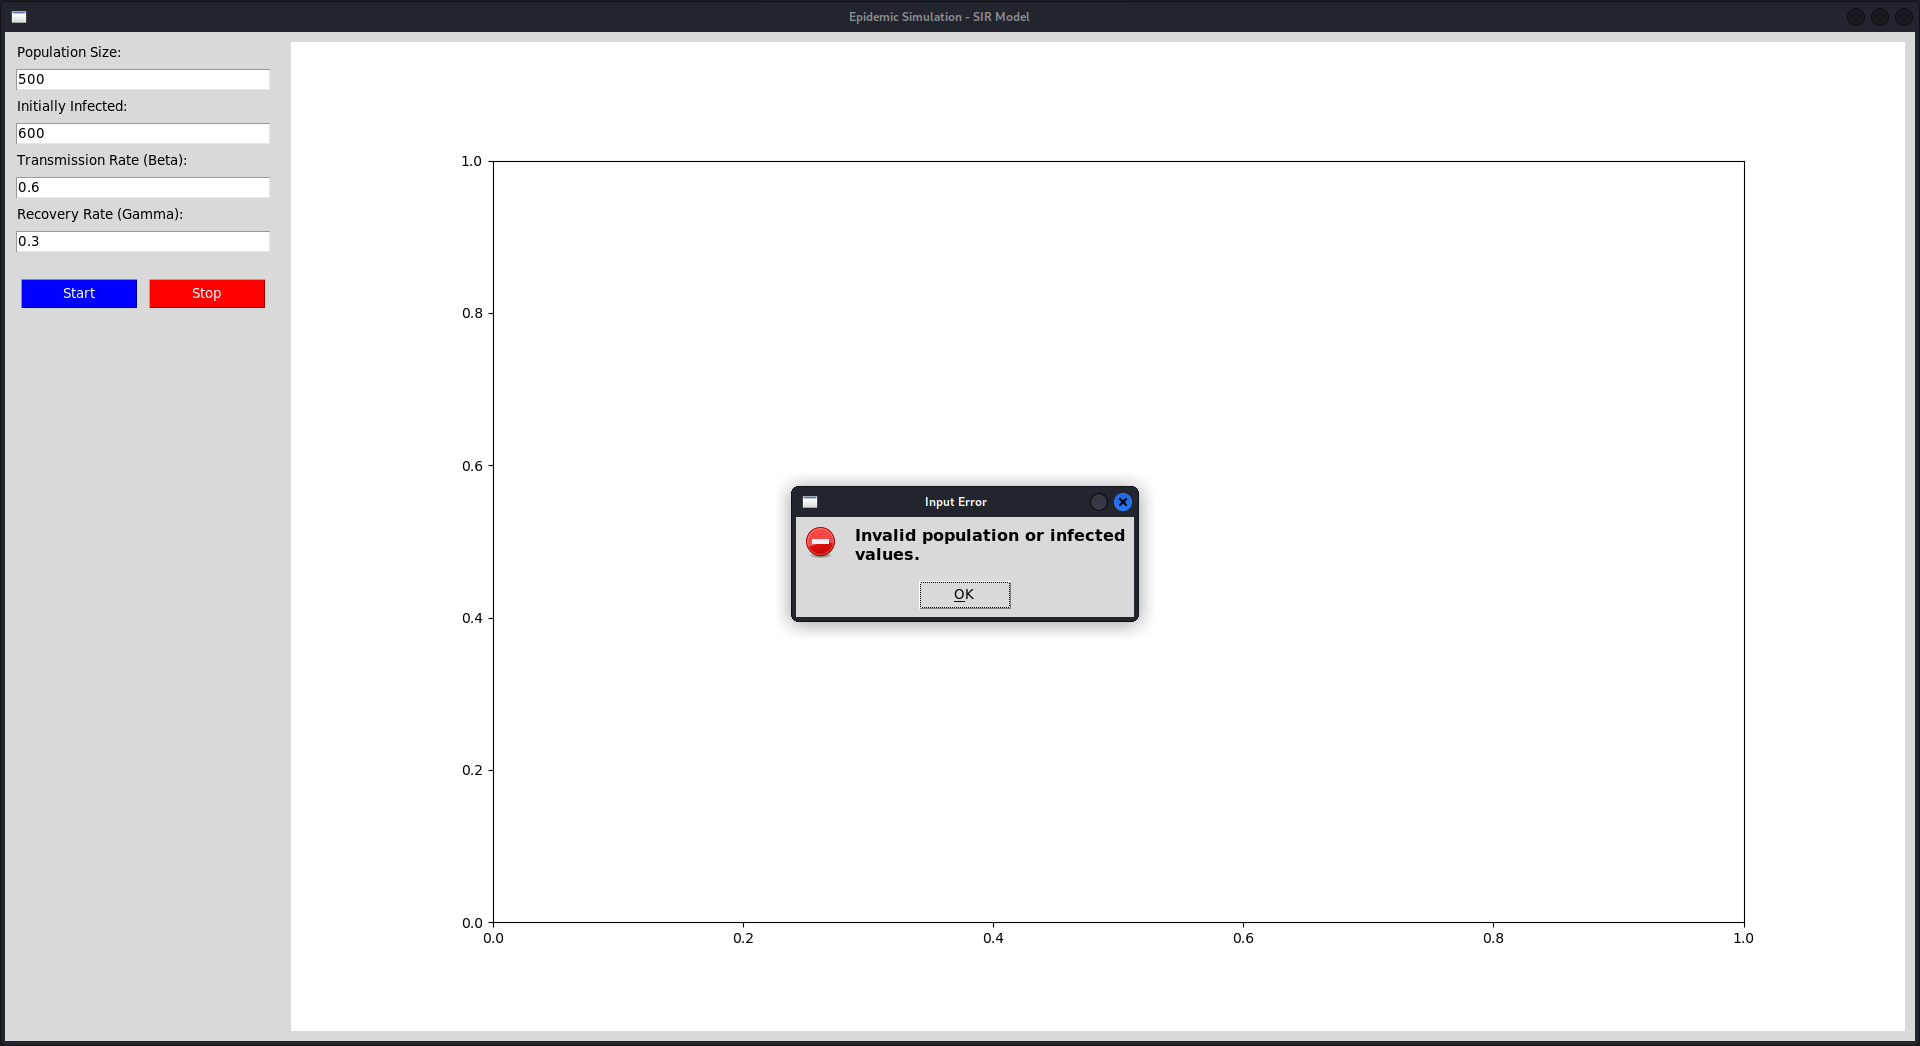 Epidemic Simulation - SIR Model
Population Size:
500
Initially Infected:
600
Transmission Rate (Beta):
0.6
Recovery Rate (Gamma):
0.3
Start
Stop
1.0
0.8
0.6
0.4
0.2
0.0
0.0
0.2
0.4
0.6
0.8
1.0
Input Error
Invalid population or infected
values.
OK